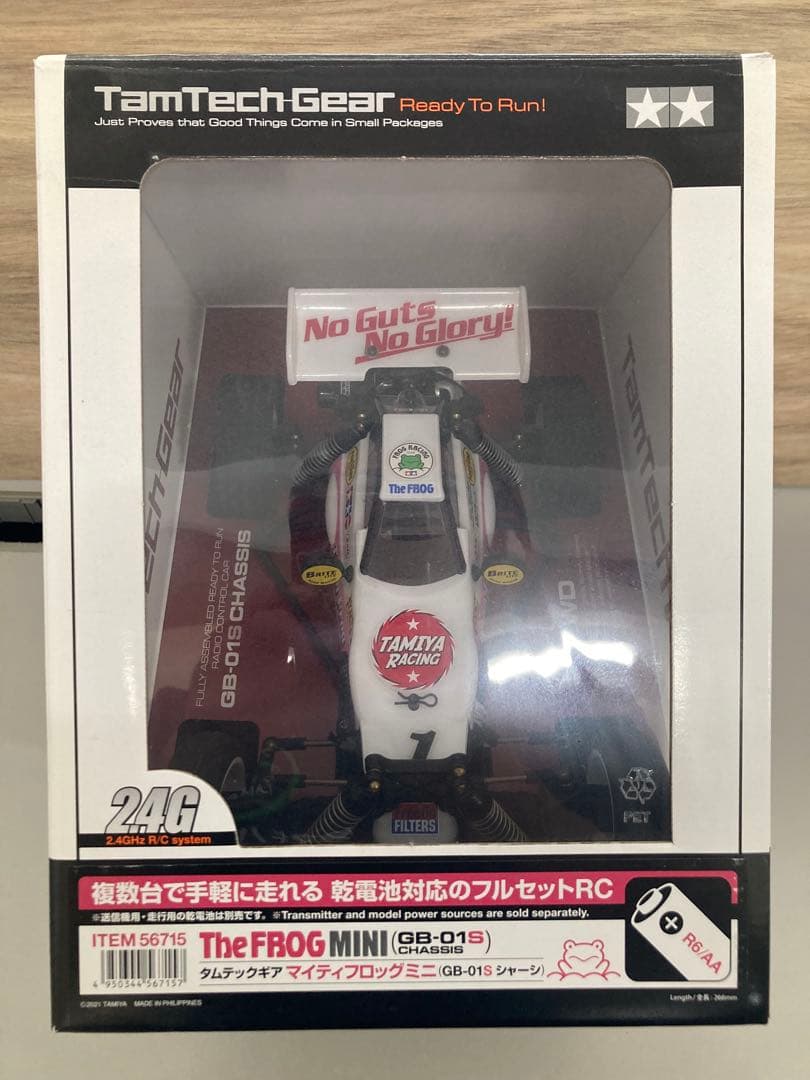 TamTech-Gear Ready To Run!
Just Proves that Good Things Come in Small Packages
No Guts
No Glory!
FROG RACING
The FROG
TamTech-Gear
ech-Gear
FULLY ASSEMBLED READY TO RUN
RADIO CONTROL CAR
GB-01S CHASSIS
WD
BRITE
BRITE
TAMIYA
RACING
1
FILTERS
PET
2.4G
2.4GHz R/C system
複数台で手軽に走れる 乾電池対応のフルセットRC
※送信機用・走行用の乾電池は別売です。 ※Transmitter and model power sources are sold separately.
R6/AA
ITEM 56715
The FROG MINI (GB-01S)
CHASSIS
タムテックギア マイティフロッグミニ (GB-01S シャーシ)
4 950344 567157
©2021 TAMIYA MADE IN PHILIPPINES
Length/全長:266mm